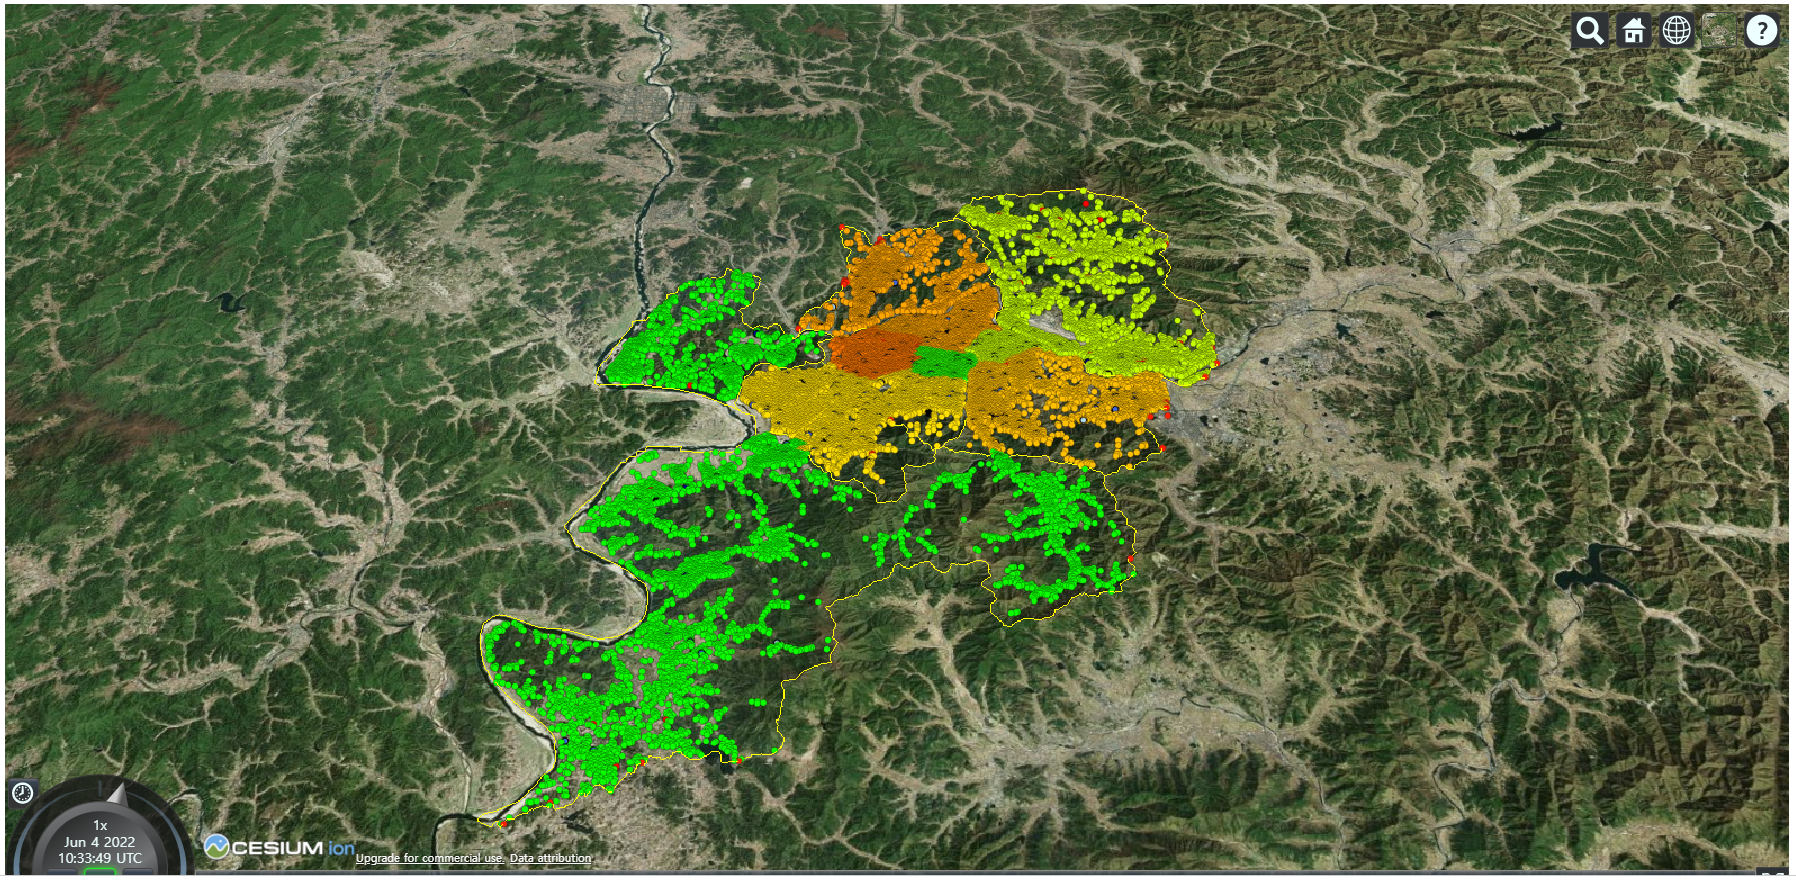 ?
1x
Jun 4 2022
10:33:49 UTC
CESIUM ion
Upgrade for commercial use. Data attribution